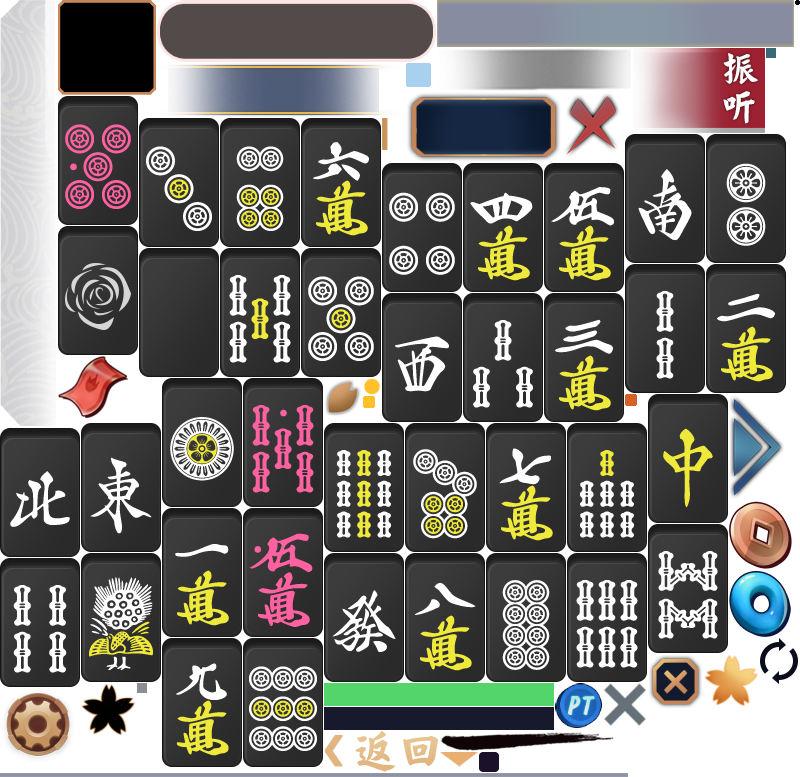 振
听
六
萬
四
萬
伍
萬
南
西
三
萬
二
萬
北
東
中
七
萬
一
萬
伍
萬
發
八
萬
九
萬
PT
返回